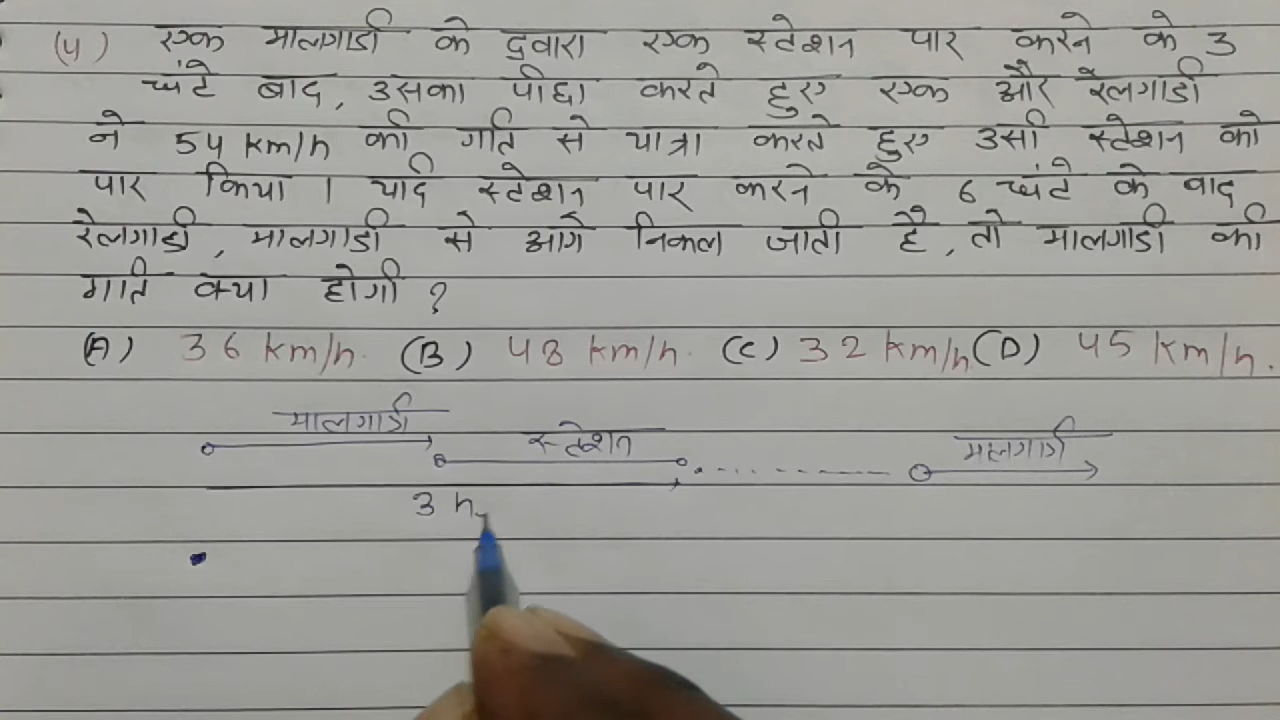 (4) एक मालगाडी के दुवारा एक स्टेशन पार करने के 3
घंटे बाद, उसका पीछा करते हुए एक और रेलगाडी
ने 54 km/h की गति से यात्रा करते हुए उसी स्टेशन को
पार किया । यदि स्टेशन पार करने के 6 घंटे के बाद
रेलगाडी, मालगाडी से आगे निकल जाती है, तो मालगाडी की
गति क्या होगी ?
(A) 36 km/h. (B) 48 km/h. (C) 32 km/h (D) 45 km/h.
मालगाडी स्टेशन मालगाडी
3 h